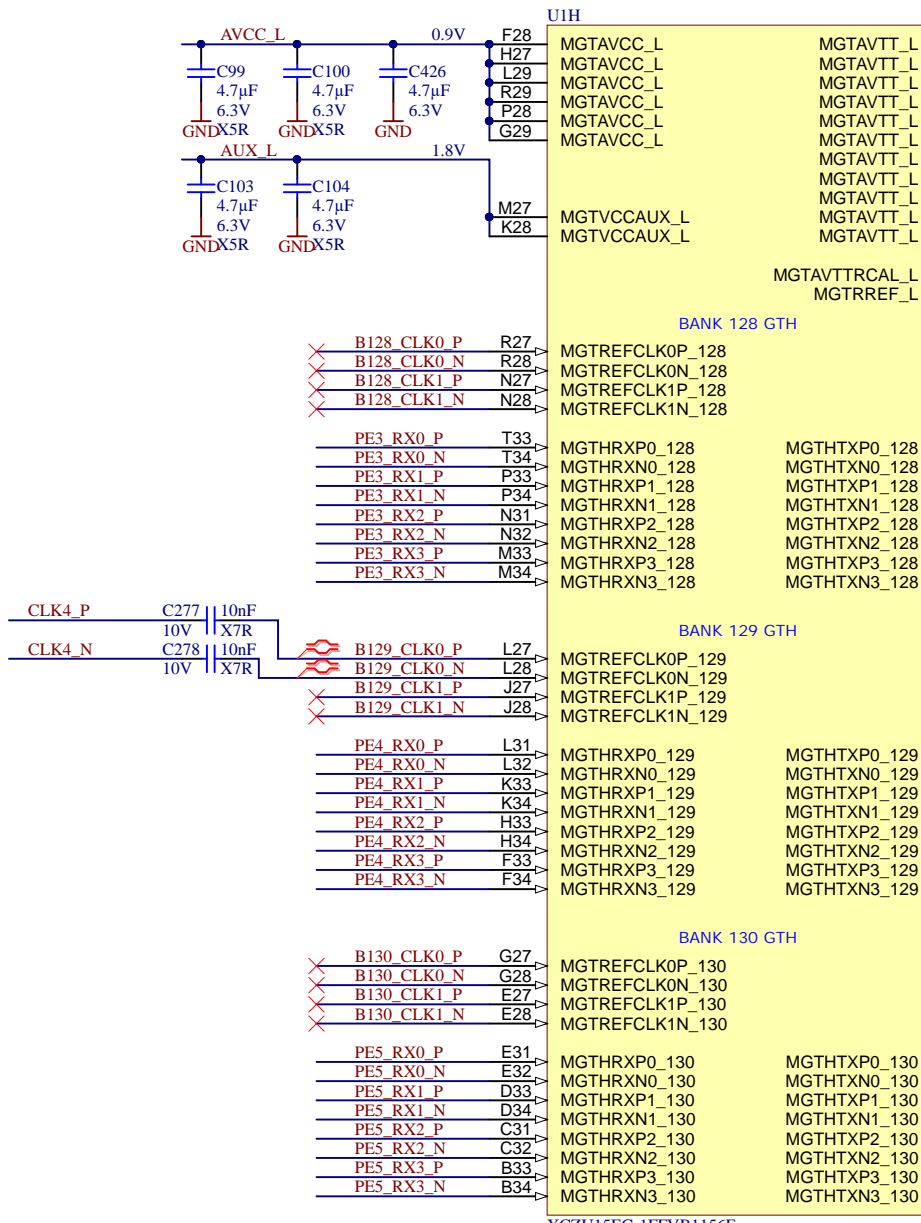 U1H
AVCC_L 0.9V F28 MGTAVCC_L MGTAVTT_L
H27 MGTAVCC_L MGTAVTT_L
C99 C100 C426 L29 MGTAVCC_L MGTAVTT_L
4.7µF 4.7µF 4.7µF R29 MGTAVCC_L MGTAVTT_L
6.3V 6.3V 6.3V P28 MGTAVCC_L MGTAVTT_L
GND X5R GND X5R GND G29 MGTAVCC_L MGTAVTT_L
AUX_L 1.8V MGTAVTT_L
C103 C104 MGTAVTT_L
4.7µF 4.7µF MGTAVTT_L
6.3V 6.3V M27 MGTVCCAUX_L MGTAVTT_L
GND X5R GND X5R K28 MGTVCCAUX_L MGTAVTT_L
MGTAVTTRCAL_L
MGTRREF_L
BANK 128 GTH
B128_CLK0_P R27 MGTREFCLK0P_128
B128_CLK0_N R28 MGTREFCLK0N_128
B128_CLK1_P N27 MGTREFCLK1P_128
B128_CLK1_N N28 MGTREFCLK1N_128
PE3_RX0_P T33 MGTHRXP0_128 MGTHTXP0_128
PE3_RX0_N T34 MGTHRXN0_128 MGTHTXN0_128
PE3_RX1_P P33 MGTHRXP1_128 MGTHTXP1_128
PE3_RX1_N P34 MGTHRXN1_128 MGTHTXN1_128
PE3_RX2_P N31 MGTHRXP2_128 MGTHTXP2_128
PE3_RX2_N N32 MGTHRXN2_128 MGTHTXN2_128
PE3_RX3_P M33 MGTHRXP3_128 MGTHTXP3_128
PE3_RX3_N M34 MGTHRXN3_128 MGTHTXN3_128
CLK4_P C277 10nF
10V X7R
BANK 129 GTH
CLK4_N C278 10nF B129_CLK0_P L27 MGTREFCLK0P_129
10V X7R B129_CLK0_N L28 MGTREFCLK0N_129
B129_CLK1_P J27 MGTREFCLK1P_129
B129_CLK1_N J28 MGTREFCLK1N_129
PE4_RX0_P L31 MGTHRXP0_129 MGTHTXP0_129
PE4_RX0_N L32 MGTHRXN0_129 MGTHTXN0_129
PE4_RX1_P K33 MGTHRXP1_129 MGTHTXP1_129
PE4_RX1_N K34 MGTHRXN1_129 MGTHTXN1_129
PE4_RX2_P H33 MGTHRXP2_129 MGTHTXP2_129
PE4_RX2_N H34 MGTHRXN2_129 MGTHTXN2_129
PE4_RX3_P F33 MGTHRXP3_129 MGTHTXP3_129
PE4_RX3_N F34 MGTHRXN3_129 MGTHTXN3_129
BANK 130 GTH
B130_CLK0_P G27 MGTREFCLK0P_130
B130_CLK0_N G28 MGTREFCLK0N_130
B130_CLK1_P E27 MGTREFCLK1P_130
B130_CLK1_N E28 MGTREFCLK1N_130
PE5_RX0_P E31 MGTHRXP0_130 MGTHTXP0_130
PE5_RX0_N E32 MGTHRXN0_130 MGTHTXN0_130
PE5_RX1_P D33 MGTHRXP1_130 MGTHTXP1_130
PE5_RX1_N D34 MGTHRXN1_130 MGTHTXN1_130
PE5_RX2_P C31 MGTHRXP2_130 MGTHTXP2_130
PE5_RX2_N C32 MGTHRXN2_130 MGTHTXN2_130
PE5_RX3_P B33 MGTHRXP3_130 MGTHTXP3_130
PE5_RX3_N B34 MGTHRXN3_130 MGTHTXN3_130